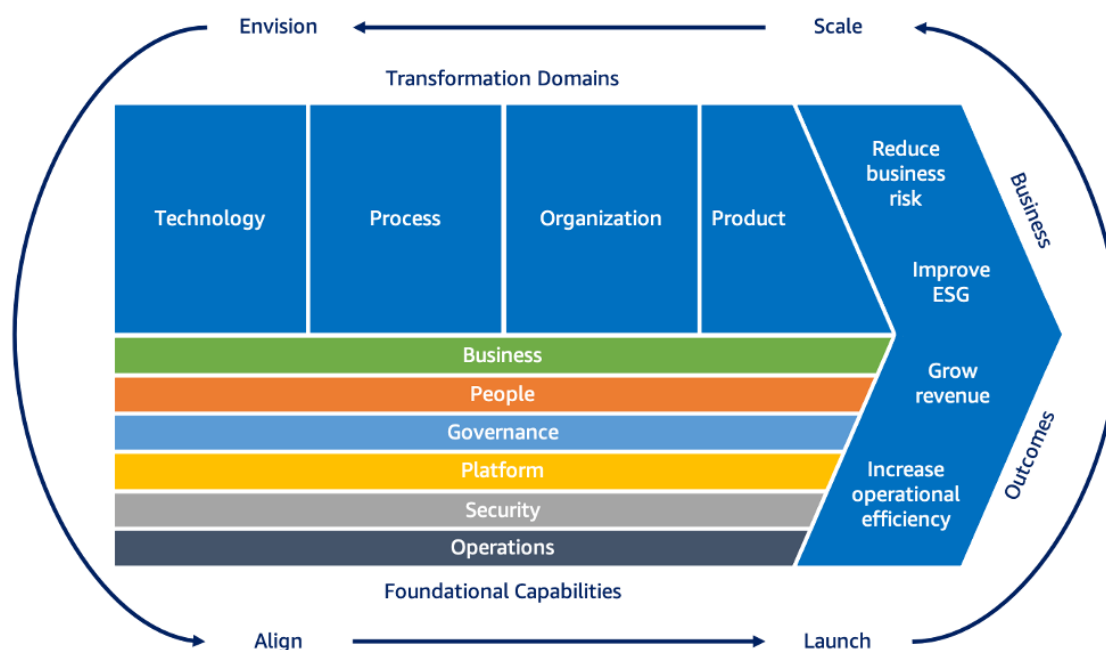 Envision
Scale
Transformation Domains
Technology
Process
Organization
Product
Reduce
business
risk
Improve
ESG
Grow
revenue
Increase
operational
efficiency
Business
Outcomes
Business
People
Governance
Platform
Security
Operations
Foundational Capabilities
Align
Launch